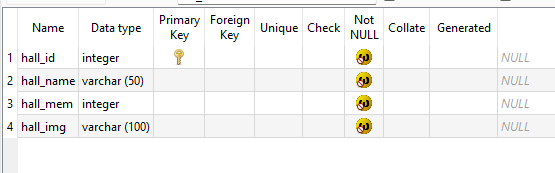 Name Data type Primary Key Foreign Key Unique Check Not NULL Collate Generated
1 hall_id integer NULL
2 hall_name varchar (50) NULL
3 hall_mem integer NULL
4 hall_img varchar (100) NULL